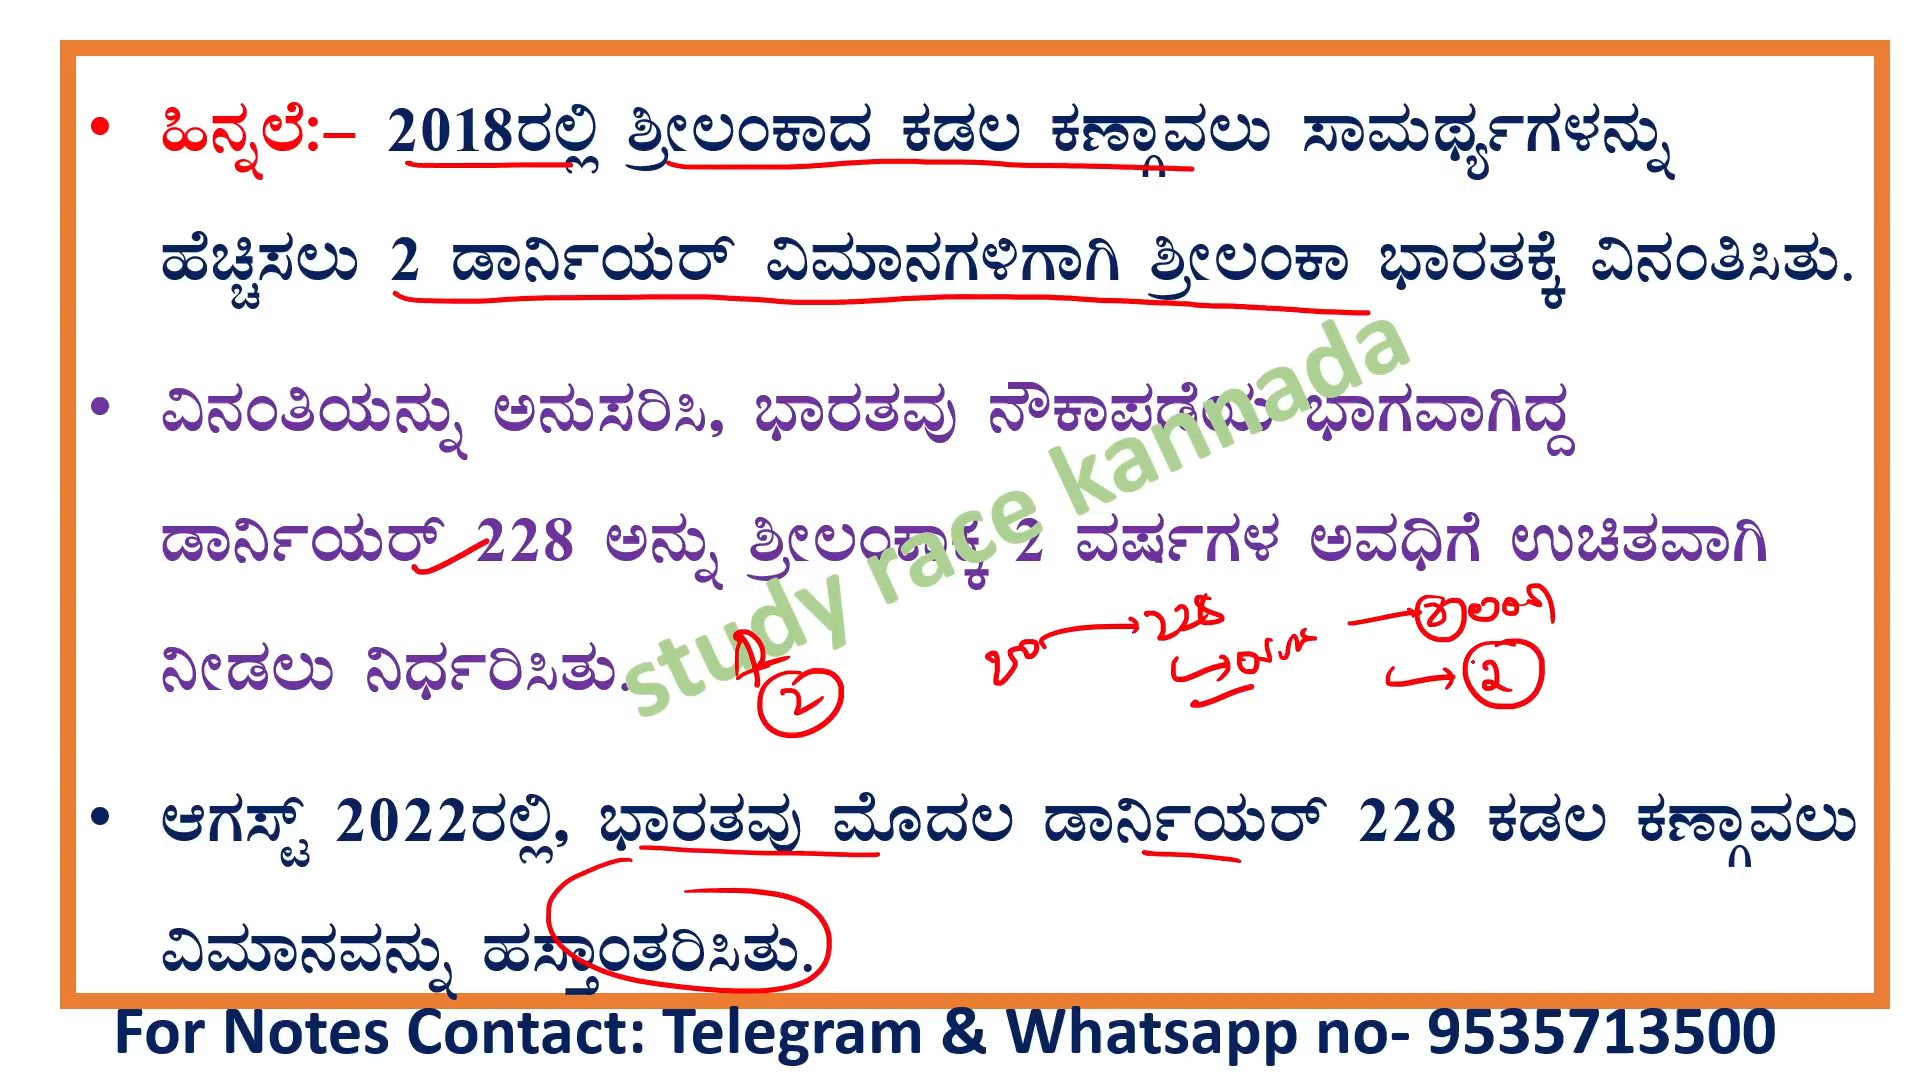 • ಹಿನ್ನಲೆ:– 2018ರಲ್ಲಿ ಶ್ರೀಲಂಕಾದ ಕಡಲ ಕಣ್ಗಾವಲು ಸಾಮರ್ಥ್ಯಗಳನ್ನು
ಹೆಚ್ಚಿಸಲು 2 ಡಾರ್ನಿಯರ್ ವಿಮಾನಗಳಿಗಾಗಿ ಶ್ರೀಲಂಕಾ ಭಾರತಕ್ಕೆ ವಿನಂತಿಸಿತು.
• ವಿನಂತಿಯನ್ನು ಅನುಸರಿಸಿ, ಭಾರತವು ನೌಕಾಪಡೆಯ ಭಾಗವಾಗಿದ್ದ
ಡಾರ್ನಿಯರ್ 228 ಅನ್ನು ಶ್ರೀಲಂಕಾಕ್ಕೆ 2 ವರ್ಷಗಳ ಅವಧಿಗೆ ಉಚಿತವಾಗಿ
228
ನೀಡಲು ನಿರ್ಧರಿಸಿತು.
2
2
study race kannada
• ಆಗಸ್ಟ್ 2022ರಲ್ಲಿ, ಭಾರತವು ಮೊದಲ ಡಾರ್ನಿಯರ್ 228 ಕಡಲ ಕಣ್ಗಾವಲು
ವಿಮಾನವನ್ನು ಹಸ್ತಾಂತರಿಸಿತು.
For Notes Contact: Telegram & Whatsapp no- 9535713500